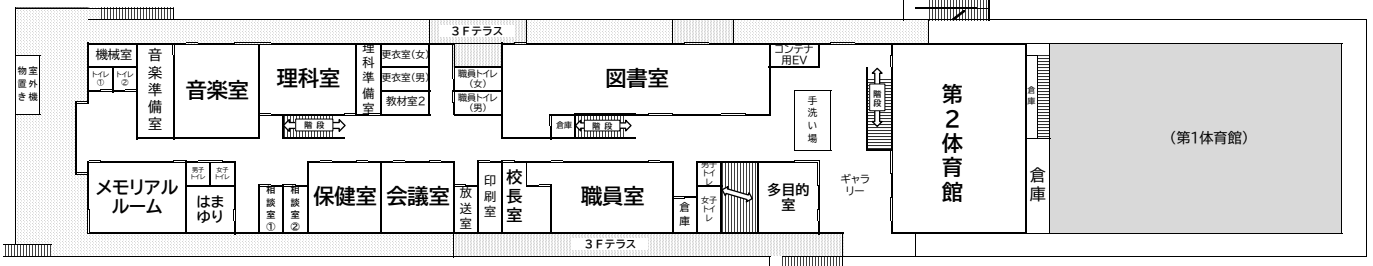 ３Ｆテラス
機械室
トイレ
①
トイレ
②
音楽準備室
音楽室
理科室
理科準備室
更衣室(女)
更衣室(男)
教材室2
職員トイレ
(女)
職員トイレ
(男)
図書室
コンテナ
用EV
物置き
室外機
階段
倉庫
階段
手洗い場
階段
第２体育館
倉庫
(第1体育館)
メモリアル
ルーム
男子
トイレ
女子
トイレ
はま
ゆり
相談室①
相談室②
保健室
会議室
放送室
印刷室
校長室
職員室
倉庫
男子
トイレ
女子
トイレ
多目的
室
ギャラ
リー
倉庫
３Ｆテラス